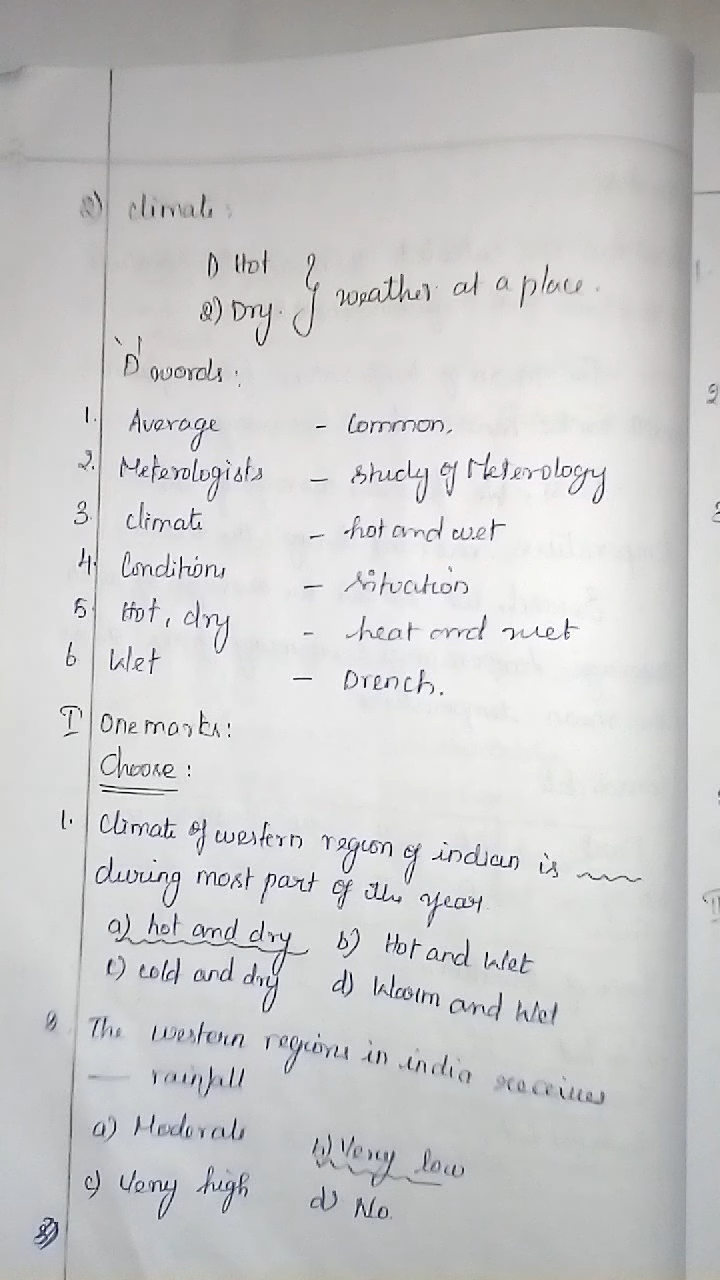 2) climate:
1) Hot
2) Dry. } weather at a place.
'D' words:
1. Average - Common,
2. Meterologists - study of Meterology
3. climate - hot and wet
4. Conditions - situation
5. Hot, dry - heat and wet
6 Wet - Drench.
I One marks:
Choose:
1. Climate of western region of indian is
during most part of the year.
a) hot and dry b) Hot and Wet
c) cold and dry d) Warm and Wet
2. The western regions in india receives
— rainfall
a) Moderate b) Very low
c) Very high d) No.
3)